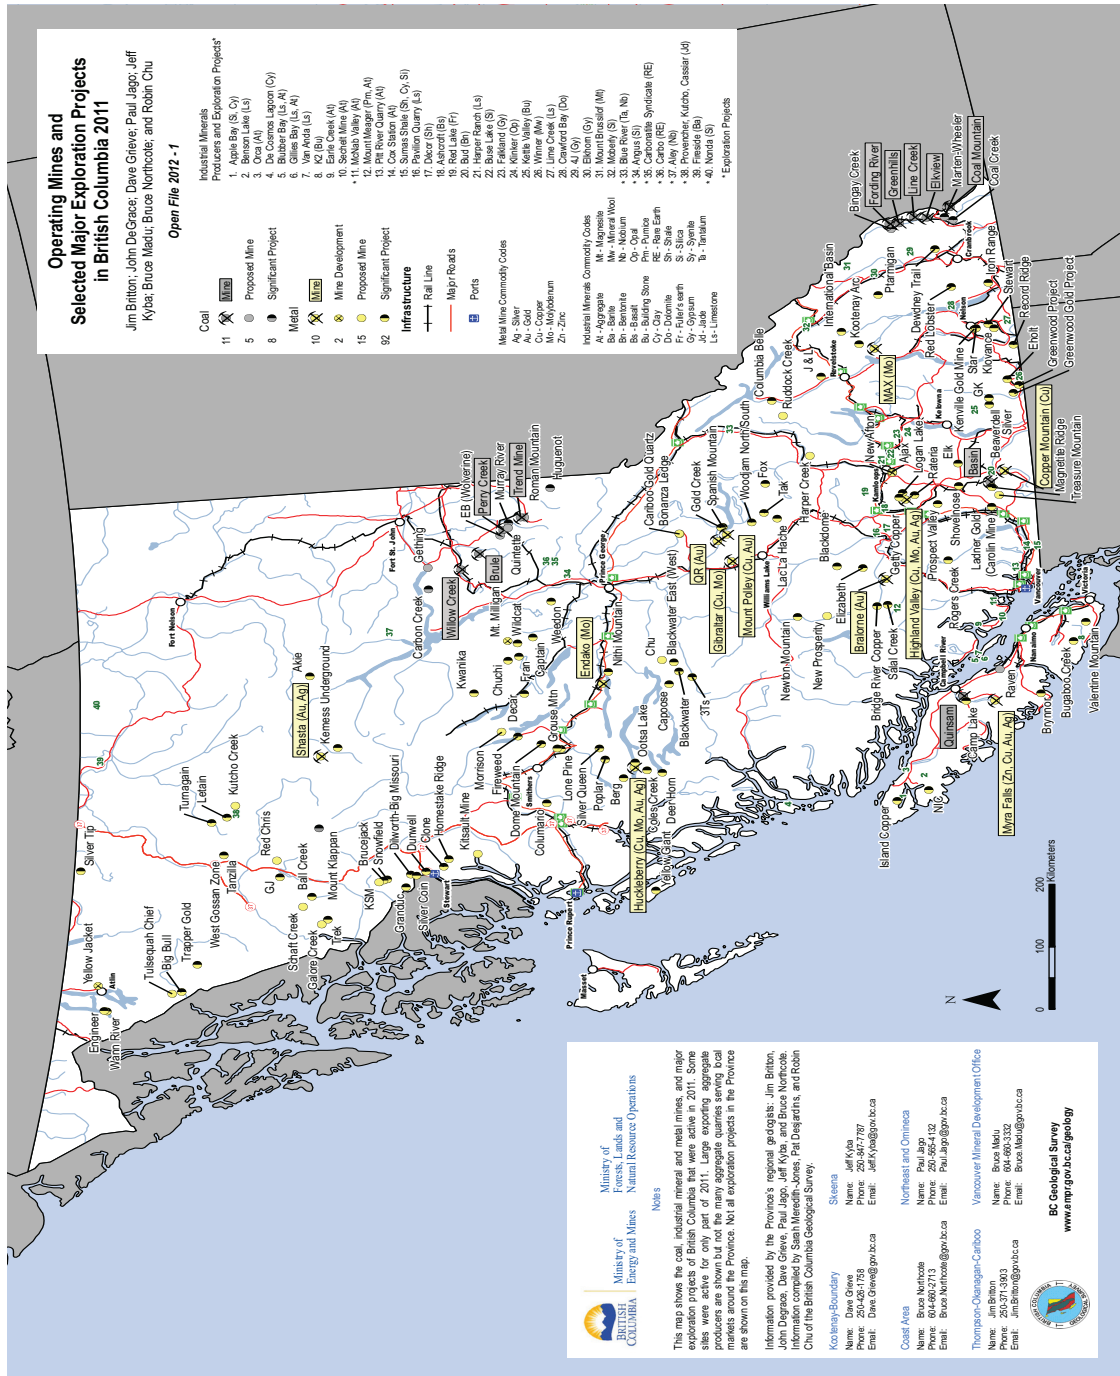 Operating Mines and
Selected Major Exploration Projects
in British Columbia 2011
Jim Britton; John DeGrace; Dave Grieve; Paul Jago; Jeff
Kyba; Bruce Madu; Bruce Northcote; and Robin Chu
Open File 2012 - 1
Coal
11 Mine
5 Proposed Mine
8 Significant Project
Metal
10 Mine
2 Mine Development
15 Proposed Mine
92 Significant Project
Infrastructure
Rail Line
Major Roads
Ports
Metal Mine Commodity Codes
Ag - Silver
Au - Gold
Cu - Copper
Mo - Molybdenum
Zn - Zinc
Industrial Minerals
Producers and Exploration Projects*
1. Apple Bay (Si, Cy)
2. Benson Lake (Ls)
3. Orca (At)
4. De Cosmos Lagoon (Cy)
5. Blubber Bay (Ls, At)
6. Gillies Bay (Ls, At)
7. Van Anda (Ls)
8. K2 (Bu)
9. Earle Creek (At)
10. Sechelt Mine (At)
* 11. McNab Valley (At)
12. Mount Meager (Pm, At)
13. Pitt River Quarry (At)
14. Cox Station (At)
15. Sumas Shale (Sh, Cy, Si)
16. Pavilion Quarry (Ls)
17. Decor (Sh)
18. Ashcroft (Bs)
19. Red Lake (Fr)
20. Bud (Bn)
21. Harper Ranch (Ls)
22. Buse Lake (Si)
23. Falkland (Gy)
24. Klinker (Op)
25. Kettle Valley (Bu)
26. Winner (Mw)
27. Lime Creek (Ls)
28. Crawford Bay (Do)
29. 4J (Gy)
30. Elkhorn (Gy)
31. Mount Brussilof (Mt)
32. Moberly (Si)
* 33. Blue River (Ta, Nb)
* 34. Angus (Si)
* 35. Carbonatite Syndicate (RE)
* 36. Carbo (RE)
* 37. Aley (Nb)
* 38. Provencher, Kutcho, Cassiar (Jd)
39. Fireside (Ba)
* 40. Nonda (Si)
* Exploration Projects
Industrial Minerals Commodity Codes
At - Aggregate
Ba - Barite
Bn - Bentonite
Bs - Basalt
Bu - Building Stone
Cy - Clay
Do - Dolomite
Fr - Fuller's earth
Gy - Gypsum
Jd - Jade
Ls - Limestone
Mt - Magnesite
Mw - Mineral Wool
Nb - Niobium
Op - Opal
Pm - Pumice
RE - Rare Earth
Sh - Shale
Si - Silica
Sy - Syenite
Ta - Tantalum
Silver Tip
Yellow Jacket
Atlin
Engineer
Wann River
Tulsequah Chief
Big Bull
Trapper Gold
Turnagain
Letain
Kutcho Creek
West Gossan Zone
Tanzilla
Red Chris
GJ
Ball Creek
Mount Klappan
Schaft Creek
Galore Creek
Trek
KSM
Brucejack
Snowfield
Granduc
Dilworth-Big Missouri
Dunwell
Clone
Silver Coin
Homestake Ridge
Stewart
Kitsault-Mine
Shasta (Au, Ag)
Kemess Underground
Akie
Fort Nelson
Fort St. John
Gething
Carbon Creek
Willow Creek
Brule
EB (Wolverine)
Perry Creek
Murray River
Trend Mine
Roman Mountain
Quintette
Huguenot
Mt. Milligan
Wildcat
Weedon
Captain
Fran
Chuchi
Kwanika
Decar
Grouse Mtn
Morrison
Fireweed
Dome Mountain
Smithers
Columario
Lone Pine
Silver Queen
Poplar
Berg
Huckleberry (Cu, Mo, Au, Ag)
Ootsa Lake
Coles Creek
Deer Horn
Yellow Giant
Prince Rupert
Masset
Endako (Mo)
Nithi Mountain
Prince George
Chu
Blackwater East (West)
Capoose
Blackwater
3Ts
Cariboo-Gold Quartz
Bonanza Ledge
QR (Au)
Gibraltar (Cu, Mo)
Mount Polley (Cu, Au)
Gold Creek
Spanish Mountain
Woodjam North/South
Fox
Tak
Williams Lake
Lac La Hache
Harper Creek
Newton Mountain
New Prosperity
Blackdome
Elizabeth
Bralorne (Au)
Bridge River Copper
Salal Creek
Highland Valley (Cu, Mo, Au, Ag)
Getty Copper
Prospect Valley
Shovelnose
Rateria
Logan Lake
Ajax
New Afton
Kamloops
Columbia Belle
Ruddock Creek
J & L
Revelstoke
MAX (Mo)
International Basin
Kootenay Arc
Ptarmigan
Bingay Creek
Fording River
Greenhills
Line Creek
Elkview
Marten-Wheeler
Coal Mountain
Coal Creek
Dewdney Trail
Red Lobster
Cranbrook
Iron Range
Nelson
Stewart
Star
Klovance
Record Ridge
Kenville Gold Mine
Eholt
Greenwood Project
Greenwood Gold Project
GK
Kelowna
Beaverdell
Silver
Elk
Basin
Copper Mountain (Cu)
Magnetite Ridge
Treasure Mountain
Ladner Gold
(Carolin Mine)
Rogers Creek
Vancouver
Victoria
Nanaimo
Campbell River
Raven
Quinsam
Camp Lake
Myra Falls (Zn, Cu, Au, Ag)
Brynnor
Bugaboo Creek
Valentine Mountain
Island Copper
NIC
N
0 100 200
Kilometers
BRITISH
COLUMBIA
Ministry of
Energy and Mines
Ministry of
Forests, Lands and
Natural Resource Operations
Notes
This map shows the coal, industrial mineral and metal mines, and major
exploration projects of British Columbia that were active in 2011. Some
sites were active for only part of 2011. Large exporting aggregate
producers are shown but not the many aggregate quarries serving local
markets around the Province. Not all exploration projects in the Province
are shown on this map.
Information provided by the Province's regional geologists: Jim Britton,
John Degrace, Dave Grieve, Paul Jago, Jeff Kyba, and Bruce Northcote.
Information compiled by Sarah Meredith-Jones, Pat Desjardins, and Robin
Chu of the British Columbia Geological Survey.
Kootenay-Boundary
Name: Dave Grieve
Phone: 250-426-1758
Email: Dave.Grieve@gov.bc.ca
Skeena
Name: Jeff Kyba
Phone: 250-847-7787
Email: Jeff.Kyba@gov.bc.ca
Coast Area
Name: Bruce Northcote
Phone: 604-660-2713
Email: Bruce.Northcote@gov.bc.ca
Northeast and Omineca
Name: Paul Jago
Phone: 250-565-4132
Email: Paul.Jago@gov.bc.ca
Thompson-Okanagan-Cariboo
Name: Jim Britton
Phone: 250-371-3903
Email: Jim.Britton@gov.bc.ca
Vancouver Mineral Development Office
Name: Bruce Madu
Phone: 604-660-3332
Email: Bruce.Madu@gov.bc.ca
BC Geological Survey
www.empr.gov.bc.ca/geology